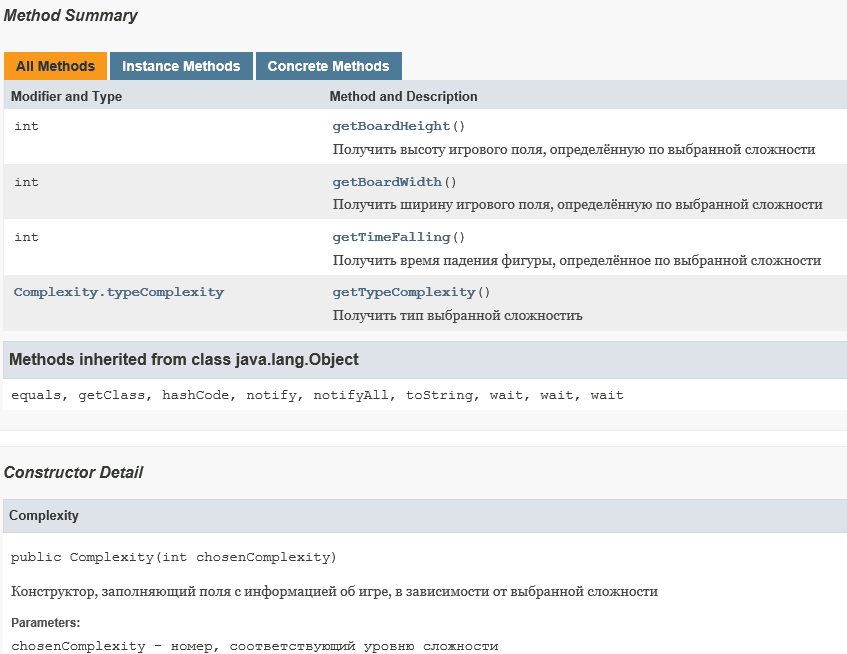 Method Summary
All Methods Instance Methods Concrete Methods
Modifier and Type Method and Description
int getBoardHeight()
Получить высоту игрового поля, определённую по выбранной сложности
int getBoardWidth()
Получить ширину игрового поля, определённую по выбранной сложности
int getTimeFalling()
Получить время падения фигуры, определённое по выбранной сложности
Complexity.typeComplexity getTypeComplexity()
Получить тип выбранной сложностиъ
Methods inherited from class java.lang.Object
equals, getClass, hashCode, notify, notifyAll, toString, wait, wait, wait
Constructor Detail
Complexity
public Complexity(int chosenComplexity)
Конструктор, заполняющий поля с информацией об игре, в зависимости от выбранной сложности
Parameters:
chosenComplexity - номер, соответствующий уровню сложности